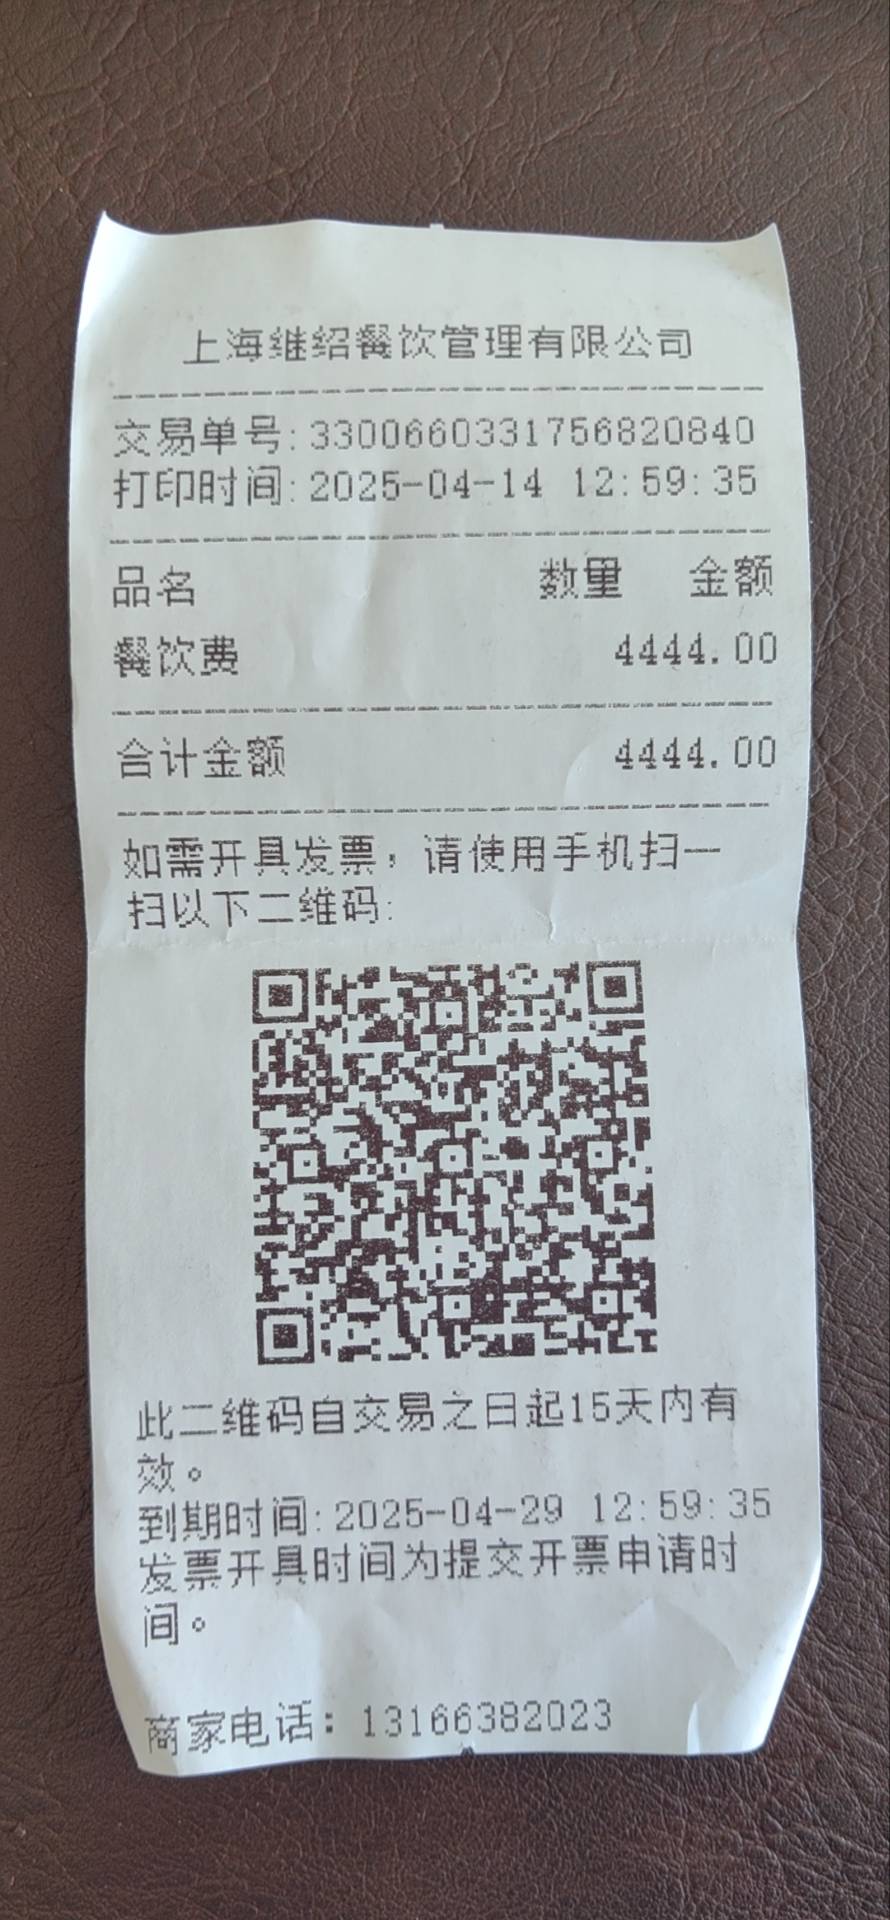 上海维绍餐饮管理有限公司
交易单号:3300660331756820840
打印时间:2025-04-14 12:59:35
品名 数量 金额
餐饮费 4444.00
合计金额 4444.00
如需开具发票，请使用手机扫一
扫以下二维码:
此二维码自交易之日起15天内有
效。
到期时间:2025-04-29 12:59:35
发票开具时间为提交开票申请时
间。
商家电话：13166382023